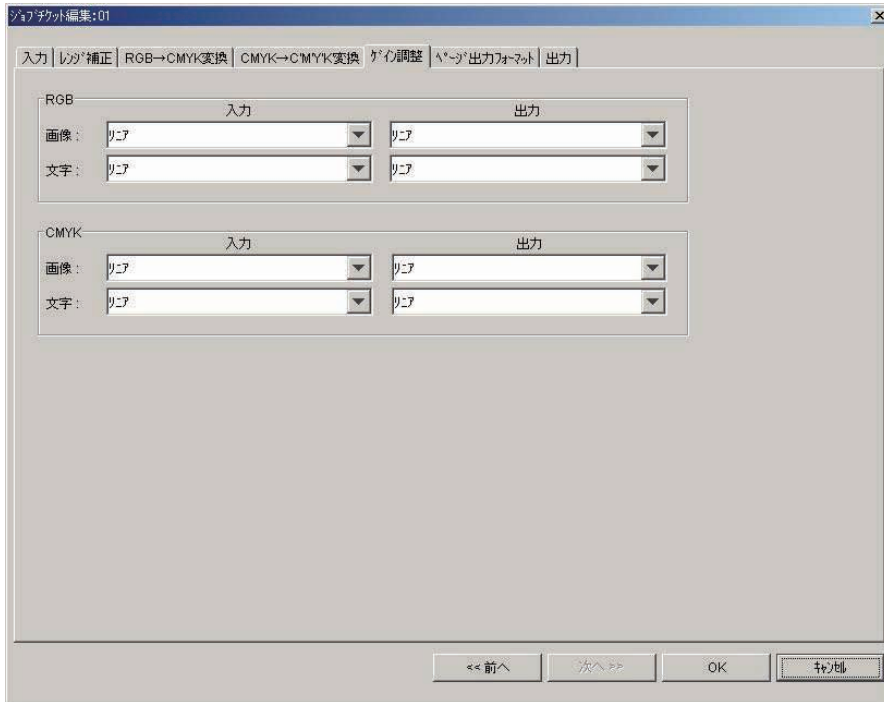 ｼﾞｮﾌﾞﾁｹｯﾄ編集:01
入力 ﾚﾝｼﾞ補正 RGB→CMYK変換 CMYK→C'M'Y'K'変換 ｹﾞｲﾝ調整 ﾍﾟｰｼﾞ出力ﾌｫｰﾏｯﾄ 出力
RGB
入力 出力
画像: ﾘﾆｱ ﾘﾆｱ
文字: ﾘﾆｱ ﾘﾆｱ
CMYK
入力 出力
画像: ﾘﾆｱ ﾘﾆｱ
文字: ﾘﾆｱ ﾘﾆｱ
<< 前へ 次へ >> OK ｷｬﾝｾﾙ